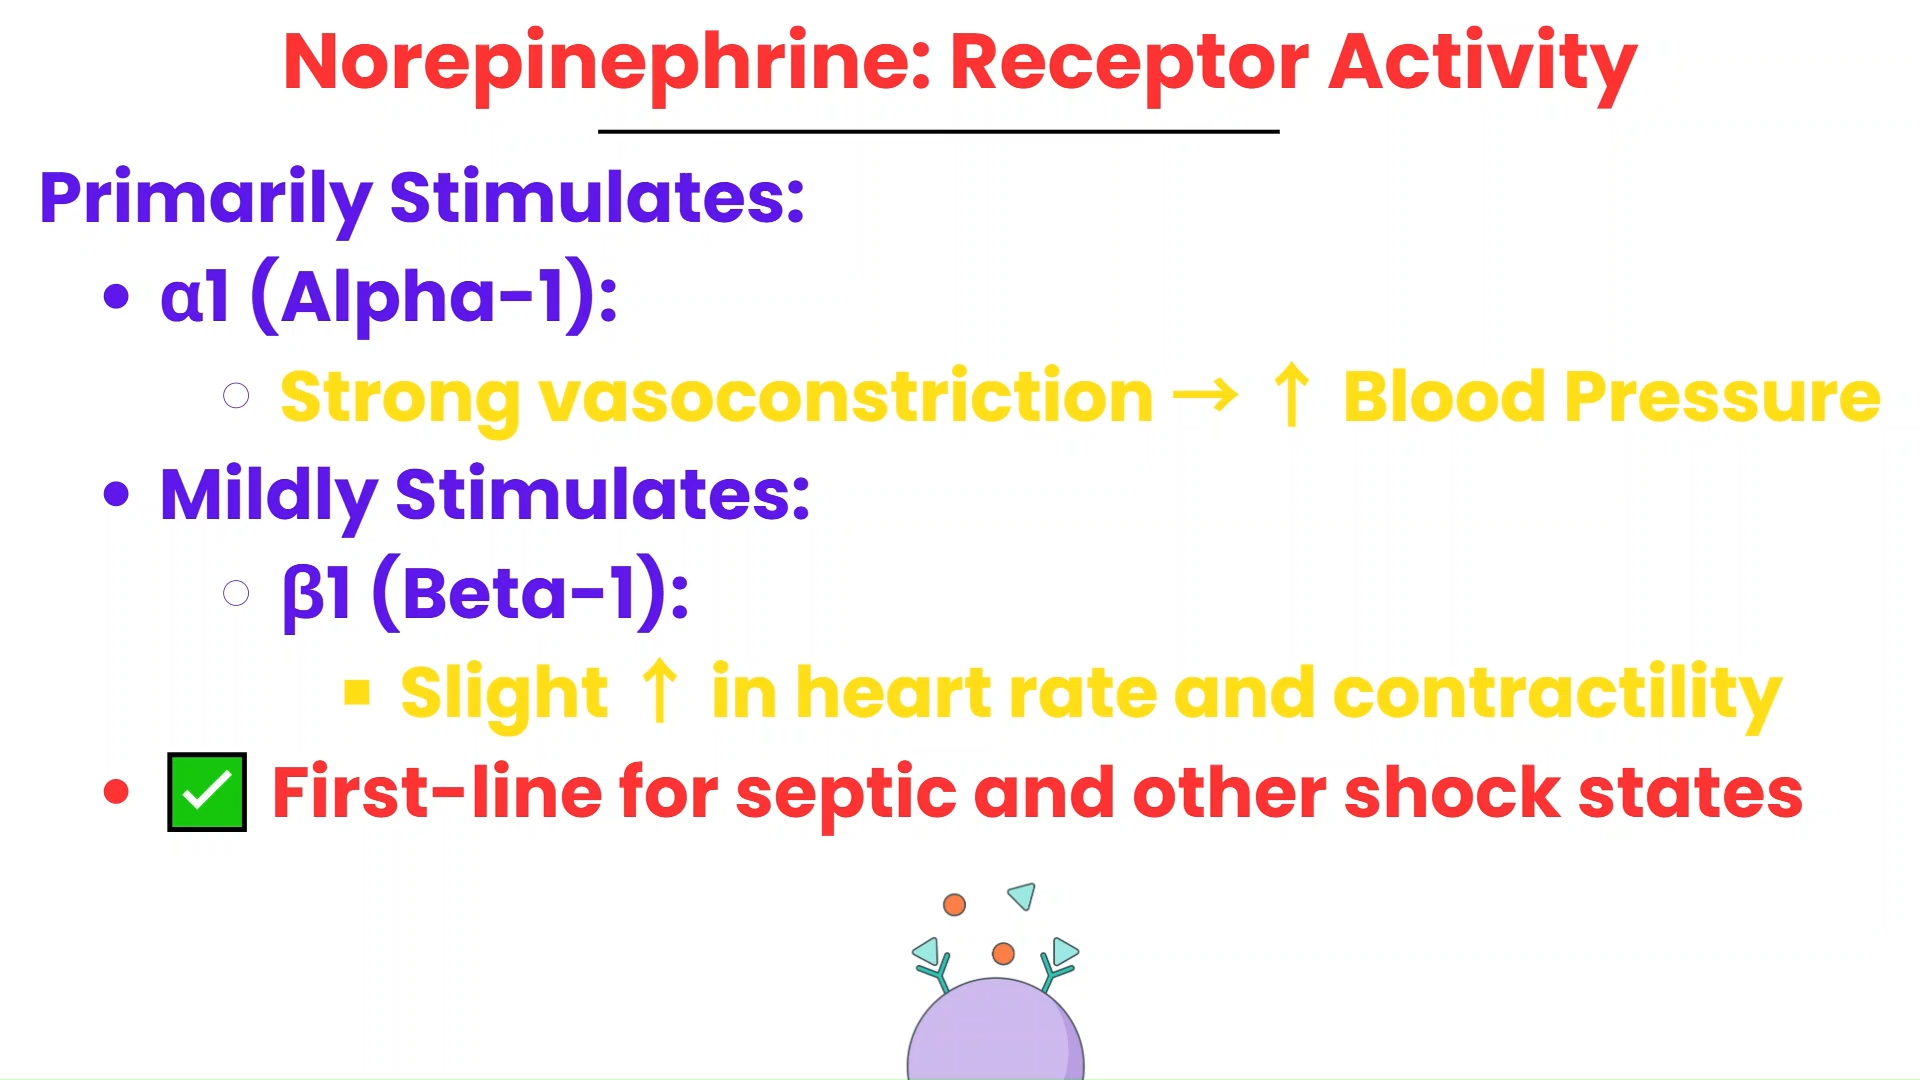 Norepinephrine: Receptor Activity
Primarily Stimulates:
• α1 (Alpha-1):
○ Strong vasoconstriction → ↑ Blood Pressure
• Mildly Stimulates:
○ β1 (Beta-1):
▪ Slight ↑ in heart rate and contractility
• ✅ First-line for septic and other shock states